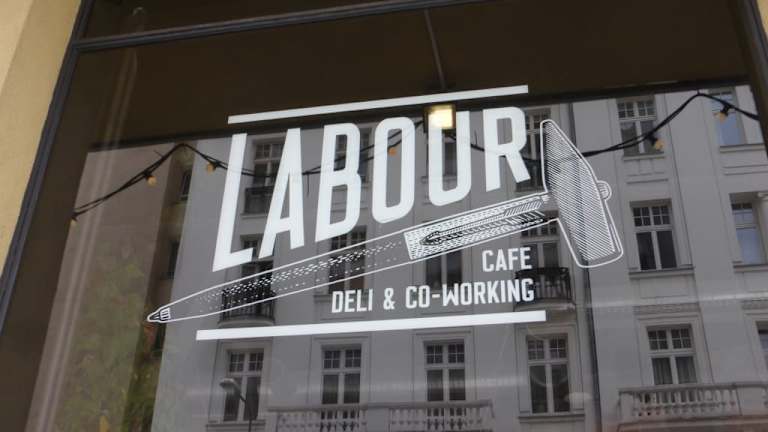 LABOUR
CAFE
DELI & CO-WORKING